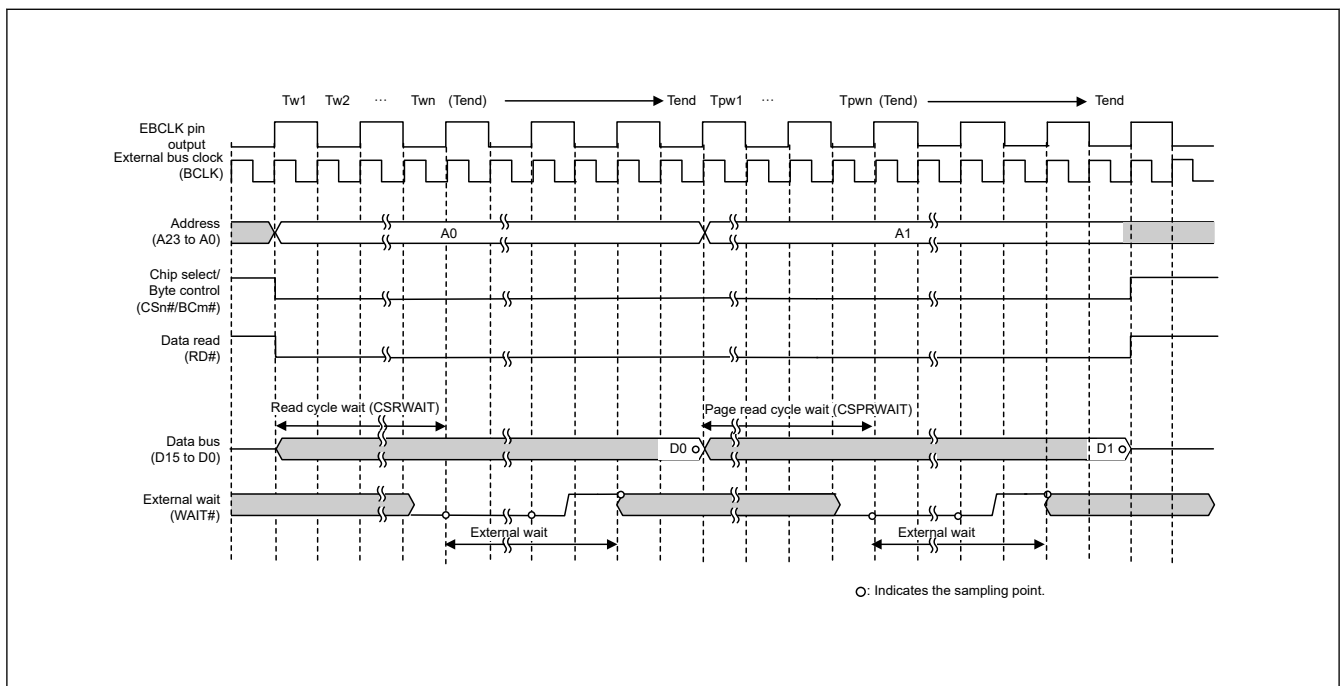 Tw1 Tw2 ... Twn (Tend) Tend Tpw1 ... Tpwn (Tend) Tend
EBCLK pin
output
External bus clock
(BCLK)
Address
(A23 to A0)
A0 A1
Chip select/
Byte control
(CSn#/BCm#)
Data read
(RD#)
Read cycle wait (CSRWAIT) Page read cycle wait (CSPRWAIT)
Data bus
(D15 to D0)
D0 D1
External wait
(WAIT#)
External wait External wait
: Indicates the sampling point.